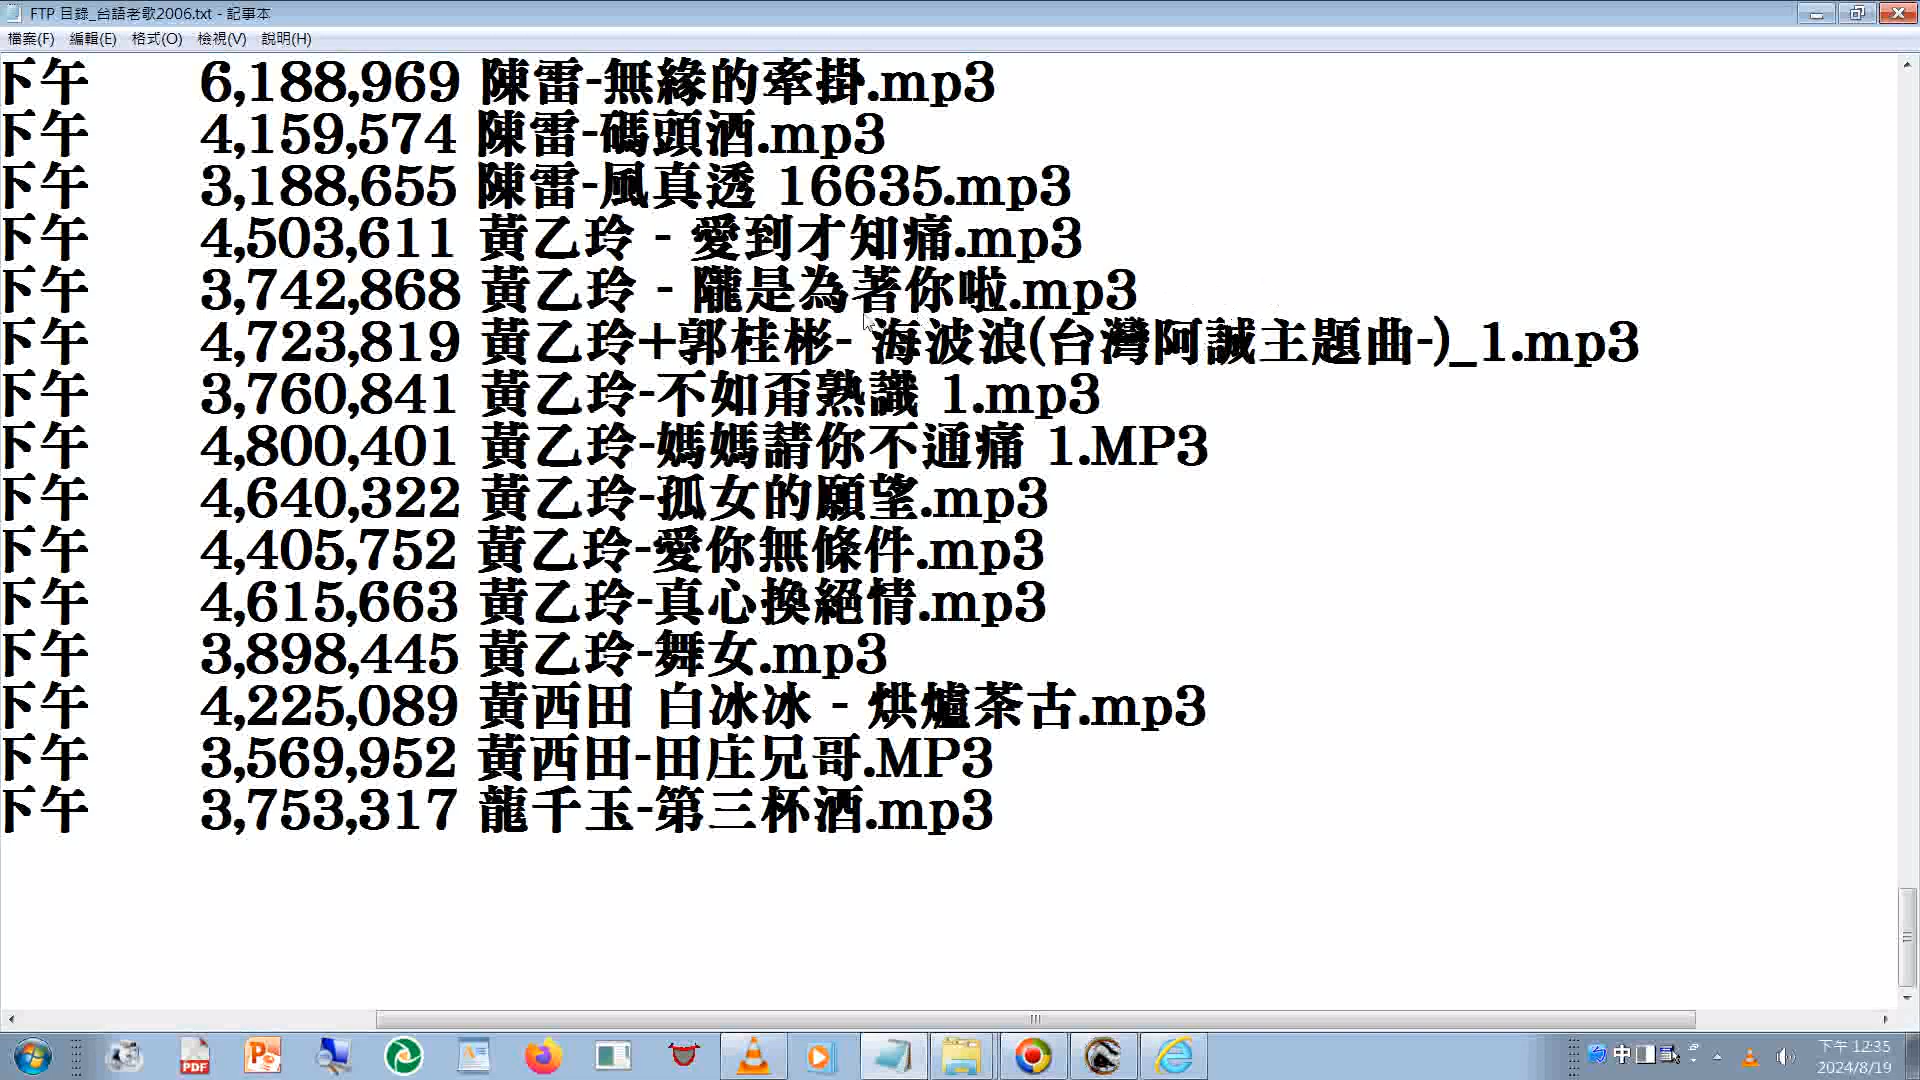 FTP 目錄_台語老歌2006.txt - 記事本
檔案(F) 編輯(E) 格式(O) 檢視(V) 說明(H)
下午 6,188,969 陳雷-無緣的牽掛.mp3
下午 4,159,574 陳雷-碼頭酒.mp3
下午 3,188,655 陳雷-風真透 16635.mp3
下午 4,503,611 黃乙玲 - 愛到才知痛.mp3
下午 3,742,868 黃乙玲 - 隴是為著你啦.mp3
下午 4,723,819 黃乙玲+郭桂彬- 海波浪(台灣阿誠主題曲-)_1.mp3
下午 3,760,841 黃乙玲-不如甭熟識 1.mp3
下午 4,800,401 黃乙玲-媽媽請你不通痛 1.MP3
下午 4,640,322 黃乙玲-孤女的願望.mp3
下午 4,405,752 黃乙玲-愛你無條件.mp3
下午 4,615,663 黃乙玲-真心換絕情.mp3
下午 3,898,445 黃乙玲-舞女.mp3
下午 4,225,089 黃西田 白冰冰 - 烘爐茶古.mp3
下午 3,569,952 黃西田-田庄兄哥.MP3
下午 3,753,317 龍千玉-第三杯酒.mp3
PDF
中
下午 12:35
2024/8/19